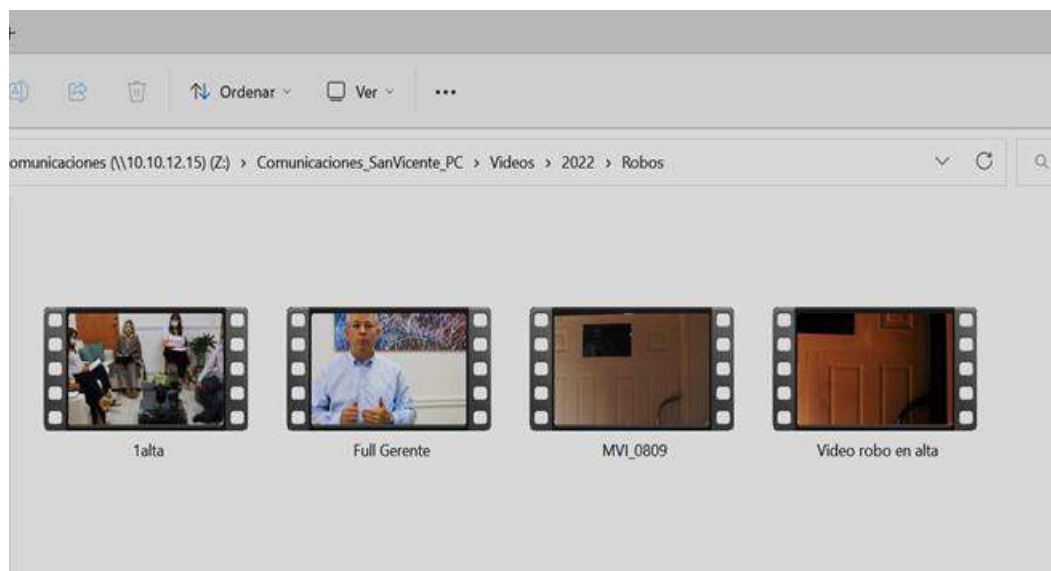 Ordenar
Ver
omunicaciones (\\10.10.12.15) (Z:) > Comunicaciones_SanVicente_PC > Videos > 2022 > Robos
1alta
Full Gerente
MVI_0809
Video robo en alta